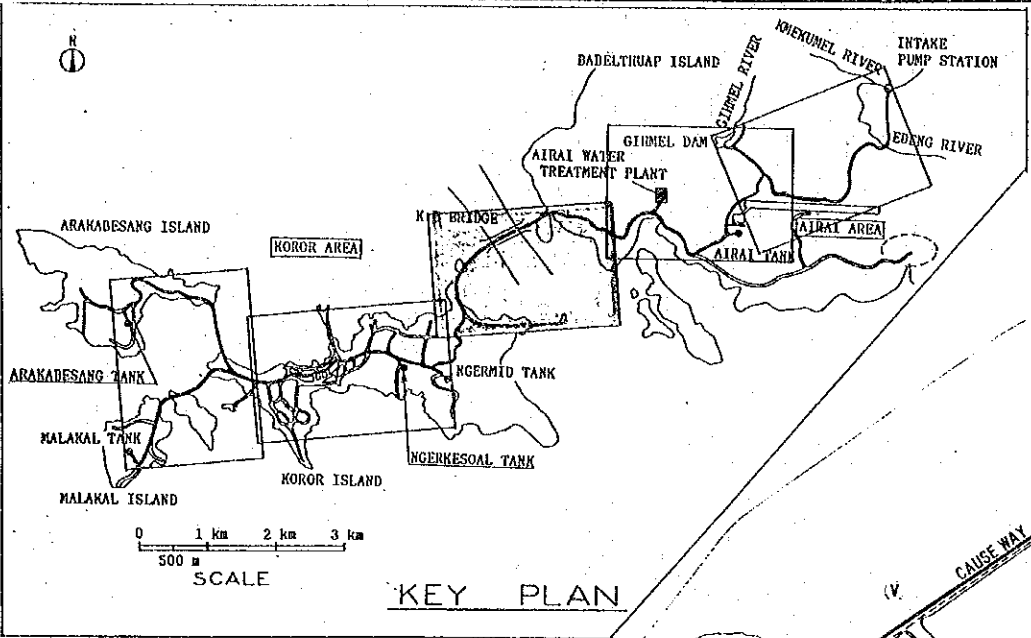 N
KMEKUMEL RIVER
INTAKE
PUMP STATION
BADELTHUAP ISLAND
GIHMEL RIVER
GIHMEL DAM
EDENG RIVER
AIRAI WATER
TREATMENT PLANT
ARAKABESANG ISLAND
KOROR AREA
BRIDGE
AIRAI AREA
AIRAI TANK
ARAKABESANG TANK
NGERMID TANK
MALAKAL TANK
NGERKESOAL TANK
KOROR ISLAND
MALAKAL ISLAND
0 1 km 2 km 3 km
500 m
SCALE
KEY PLAN
CAUSE WAY
(V.